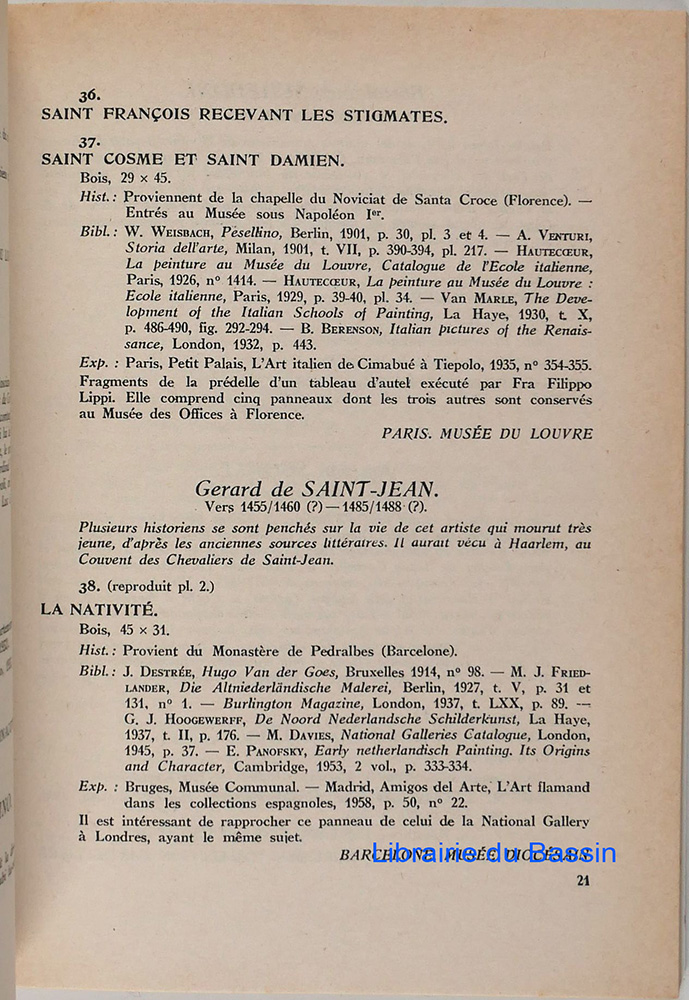 36.
SAINT FRANÇOIS RECEVANT LES STIGMATES.
37.
SAINT COSME ET SAINT DAMIEN.
Bois, 29 × 45.
Hist. : Proviennent de la chapelle du Noviciat de Santa Croce (Florence). —
Entrés au Musée sous Napoléon Ier.
Bibl. : W. WEISBACH, Pesellino, Berlin, 1901, p. 30, pl. 3 et 4. — A. VENTURI,
Storia dell'arte, Milan, 1901, t. VII, p. 390-394, pl. 217. — HAUTECŒUR,
La peinture au Musée du Louvre, Catalogue de l'Ecole italienne,
Paris, 1926, n° 1414. — HAUTECŒUR, La peinture au Musée du Louvre :
Ecole italienne, Paris, 1929, p. 39-40, pl. 34. — Van MARLE, The Deve-
lopment of the Italian Schools of Painting, La Haye, 1930, t. X,
p. 486-490, fig. 292-294. — B. BERENSON, Italian pictures of the Renais-
sance, London, 1932, p. 443.
Exp. : Paris, Petit Palais, L'Art italien de Cimabué à Tiepolo, 1935, n° 354-355.
Fragments de la prédelle d'un tableau d'autel exécuté par Fra Filippo
Lippi. Elle comprend cinq panneaux dont les trois autres sont conservés
au Musée des Offices à Florence.
PARIS. MUSÉE DU LOUVRE
Gerard de SAINT-JEAN.
Vers 1455/1460 (?) — 1485/1488 (?).
Plusieurs historiens se sont penchés sur la vie de cet artiste qui mourut très
jeune, d'après les anciennes sources littéraires. Il aurait vécu à Haarlem, au
Couvent des Chevaliers de Saint-Jean.
38. (reproduit pl. 2.)
LA NATIVITÉ.
Bois, 45 × 31.
Hist. : Provient du Monastère de Pedralbes (Barcelone).
Bibl. : J. DESTRÉE, Hugo Van der Goes, Bruxelles 1914, n° 98. — M. J. FRIED-
LANDER, Die Altniederländische Malerei, Berlin, 1927, t. V, p. 31 et
131, n° 1. — Burlington Magazine, London, 1937, t. LXX, p. 89. —
G. J. HOOGEWERFF, De Noord Nederlandsche Schilderkunst, La Haye,
1937, t. II, p. 176. — M. DAVIES, National Galleries Catalogue, London,
1945, p. 37. — E. PANOFSKY, Early netherlandisch Painting. Its Origins
and Character, Cambridge, 1953, 2 vol., p. 333-334.
Exp. : Bruges, Musée Communal. — Madrid, Amigos del Arte, L'Art flamand
dans les collections espagnoles, 1958, p. 50, n° 22.
Il est intéressant de rapprocher ce panneau de celui de la National Gallery
à Londres, ayant le même sujet.
BARCELONE. MUSÉE DIOCÉSAIN
Librairie du Bassin
21